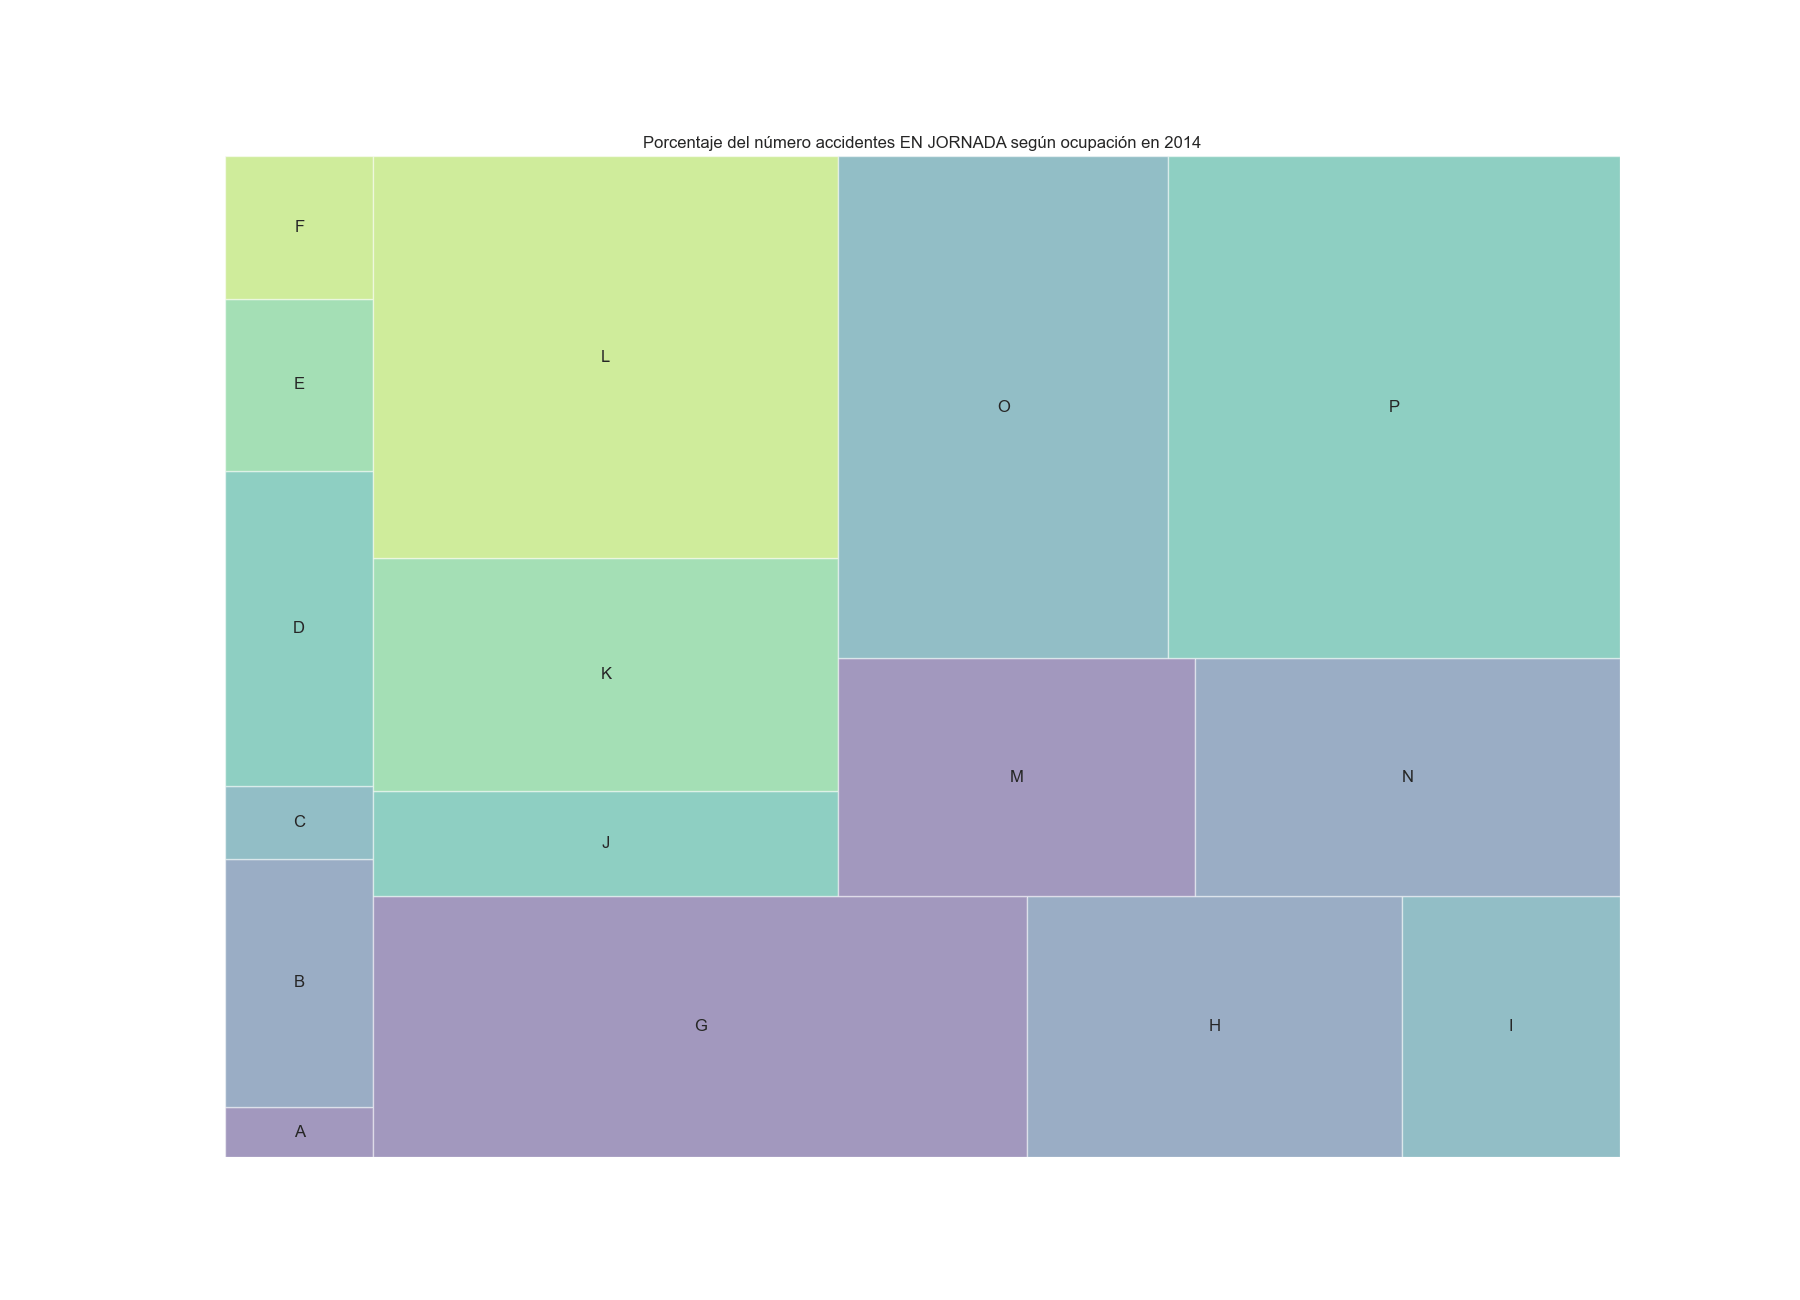 Porcentaje del número accidentes EN JORNADA según ocupación en 2014
F
L
O
P
E
D
K
M
N
C
J
B
G
H
I
A